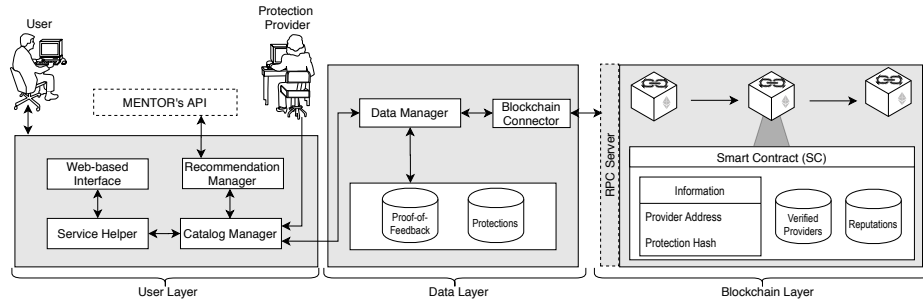 User
Protection
Provider
MENTOR's API
Web-based
Interface
Recommendation
Manager
Service Helper
Catalog Manager
User Layer
Data Manager
Blockchain
Connector
Proof-of-
Feedback
Protections
Data Layer
RPC Server
Smart Contract (SC)
Information
Provider Address
Protection Hash
Verified
Providers
Reputations
Blockchain Layer